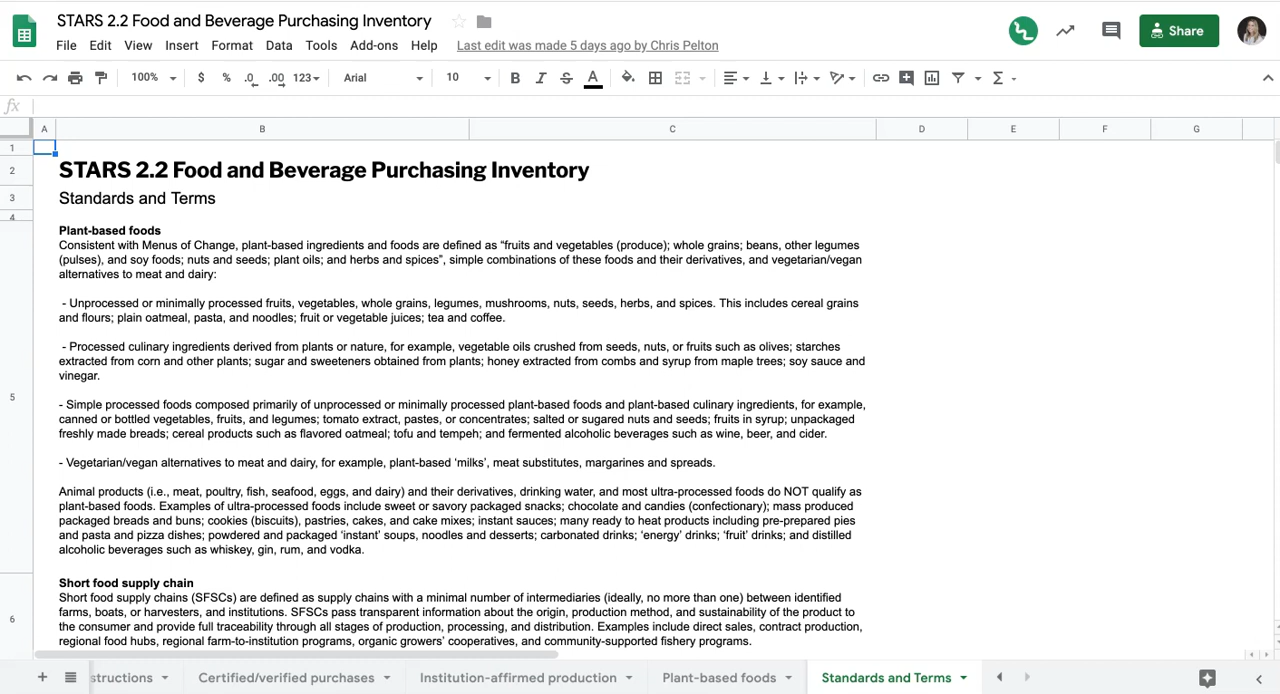 STARS 2.2 Food and Beverage Purchasing Inventory
File Edit View Insert Format Data Tools Add-ons Help Last edit was made 5 days ago by Chris Pelton
Share
100% $ % .0 .00 123 Arial 10 B I S A Σ
fx
A B C D E F G
1
2 STARS 2.2 Food and Beverage Purchasing Inventory
3 Standards and Terms
4
Plant-based foods
Consistent with Menus of Change, plant-based ingredients and foods are defined as “fruits and vegetables (produce); whole grains; beans, other legumes
(pulses), and soy foods; nuts and seeds; plant oils; and herbs and spices”, simple combinations of these foods and their derivatives, and vegetarian/vegan
alternatives to meat and dairy:
- Unprocessed or minimally processed fruits, vegetables, whole grains, legumes, mushrooms, nuts, seeds, herbs, and spices. This includes cereal grains
and flours; plain oatmeal, pasta, and noodles; fruit or vegetable juices; tea and coffee.
- Processed culinary ingredients derived from plants or nature, for example, vegetable oils crushed from seeds, nuts, or fruits such as olives; starches
extracted from corn and other plants; sugar and sweeteners obtained from plants; honey extracted from combs and syrup from maple trees; soy sauce and
vinegar.
5
- Simple processed foods composed primarily of unprocessed or minimally processed plant-based foods and plant-based culinary ingredients, for example,
canned or bottled vegetables, fruits, and legumes; tomato extract, pastes, or concentrates; salted or sugared nuts and seeds; fruits in syrup; unpackaged
freshly made breads; cereal products such as flavored oatmeal; tofu and tempeh; and fermented alcoholic beverages such as wine, beer, and cider.
- Vegetarian/vegan alternatives to meat and dairy, for example, plant-based ‘milks’, meat substitutes, margarines and spreads.
Animal products (i.e., meat, poultry, fish, seafood, eggs, and dairy) and their derivatives, drinking water, and most ultra-processed foods do NOT qualify as
plant-based foods. Examples of ultra-processed foods include sweet or savory packaged snacks; chocolate and candies (confectionary); mass produced
packaged breads and buns; cookies (biscuits), pastries, cakes, and cake mixes; instant sauces; many ready to heat products including pre-prepared pies
and pasta and pizza dishes; powdered and packaged ‘instant’ soups, noodles and desserts; carbonated drinks; ‘energy’ drinks; ‘fruit’ drinks; and distilled
alcoholic beverages such as whiskey, gin, rum, and vodka.
Short food supply chain
Short food supply chains (SFSCs) are defined as supply chains with a minimal number of intermediaries (ideally, no more than one) between identified
farms, boats, or harvesters, and institutions. SFSCs pass transparent information about the origin, production method, and sustainability of the product to
6
the consumer and provide full traceability through all stages of production, processing, and distribution. Examples include direct sales, contract production,
regional food hubs, regional farm-to-institution programs, organic growers’ cooperatives, and community-supported fishery programs.
structions Certified/verified purchases Institution-affirmed production Plant-based foods Standards and Terms